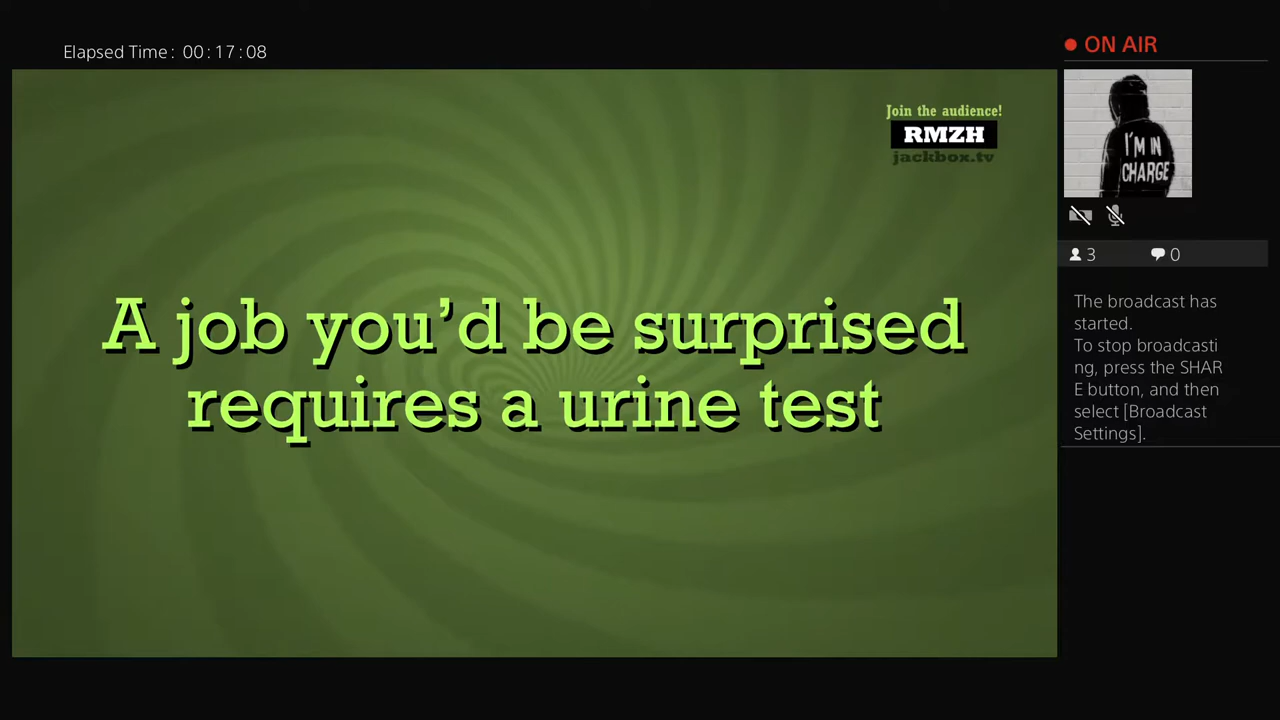 Elapsed Time: 00:17:08
ON AIR
Join the audience!
RMZH
jackbox.tv
I'M IN
CHARGE
3
0
A job you’d be surprised
requires a urine test
The broadcast has
started.
To stop broadcasti
ng, press the SHAR
E button, and then
select [Broadcast
Settings].